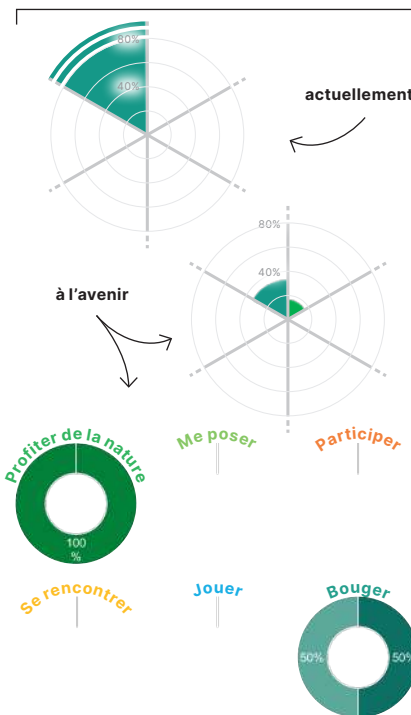 80%
40%
actuellement
80%
40%
à l'avenir
Profiter de la nature
Me poser
Participer
100
%
Se rencontrer
Jouer
Bouger
50%
50%